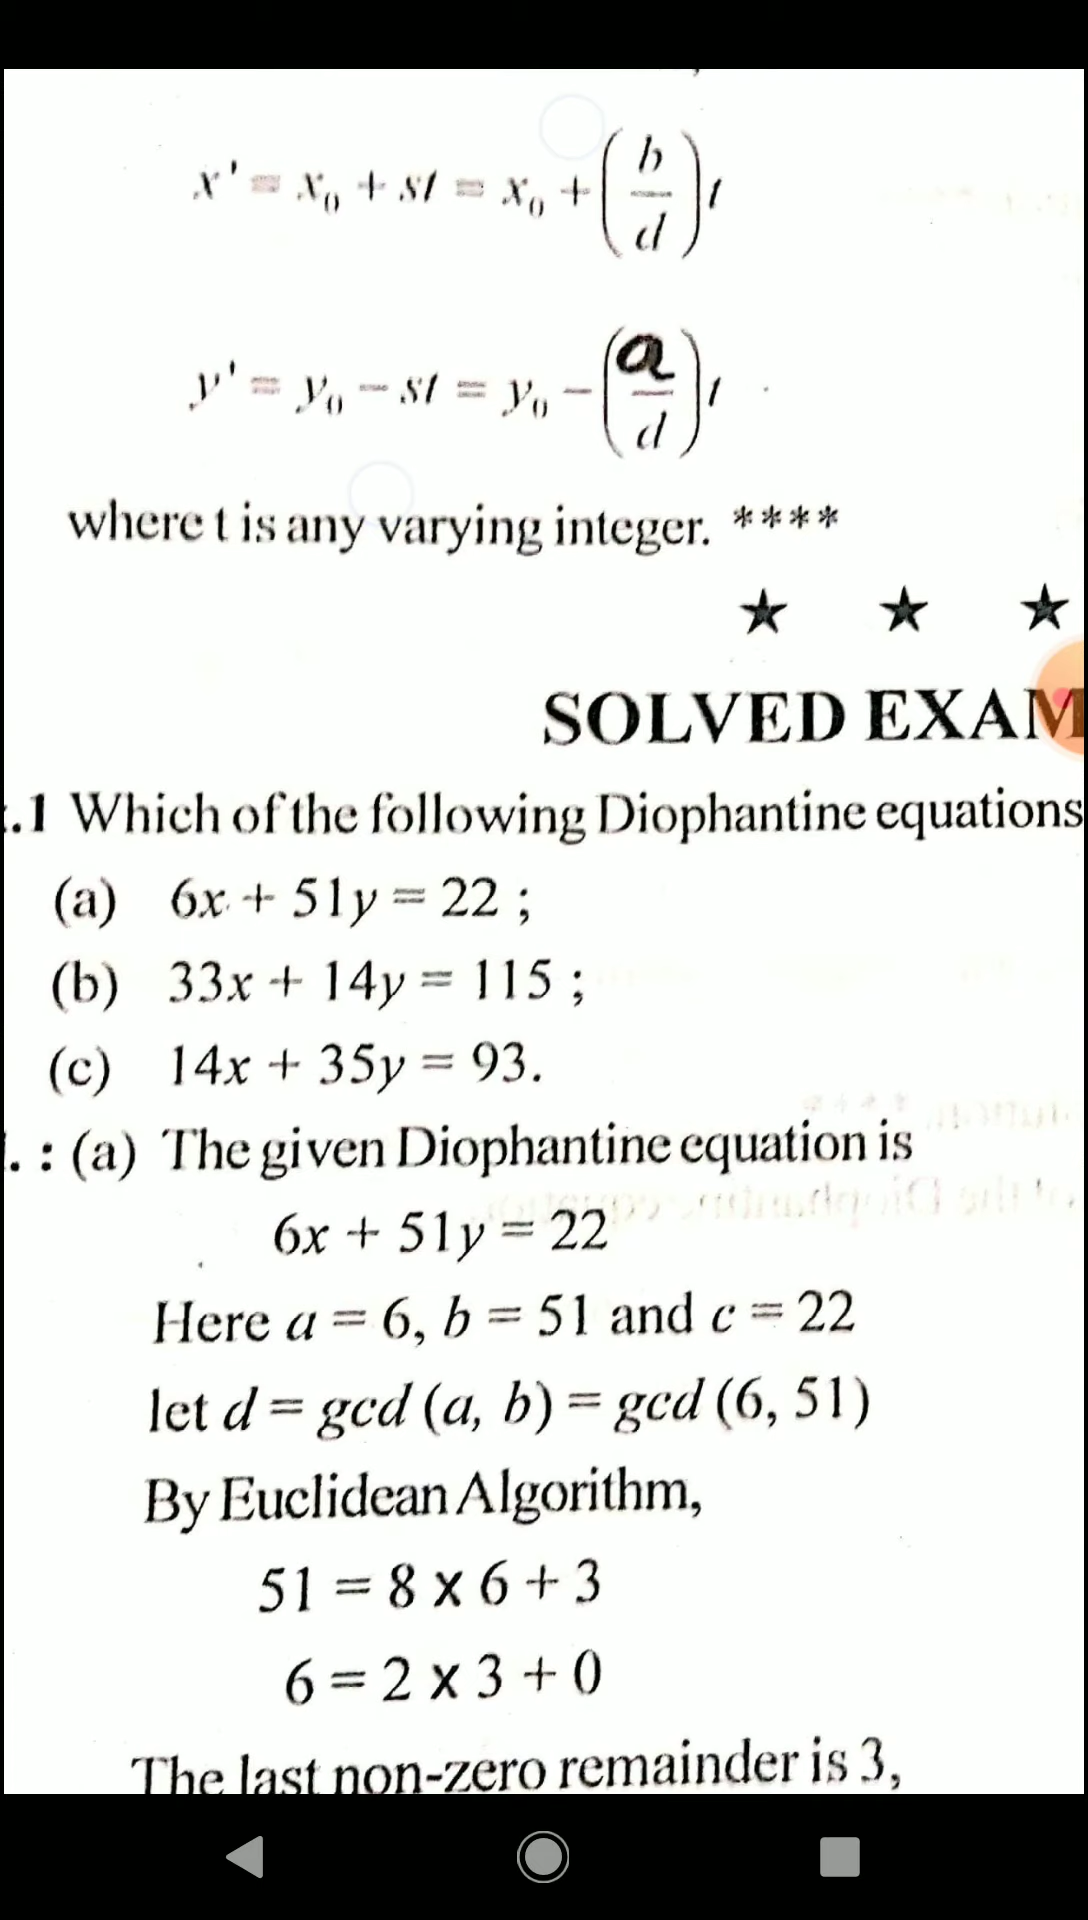 x' = x₀ + st = x₀ + (b/d) t
y' = y₀ − st = y₀ − (a/d) t
where t is any varying integer. ****
★ ★ ★
SOLVED EXAM
.1 Which of the following Diophantine equations
(a) 6x + 51y = 22 ;
(b) 33x + 14y = 115 ;
(c) 14x + 35y = 93.
. : (a) The given Diophantine equation is
6x + 51y = 22
Here a = 6, b = 51 and c = 22
let d = gcd (a, b) = gcd (6, 51)
By Euclidean Algorithm,
51 = 8 x 6 + 3
6 = 2 x 3 + 0
The last non-zero remainder is 3,